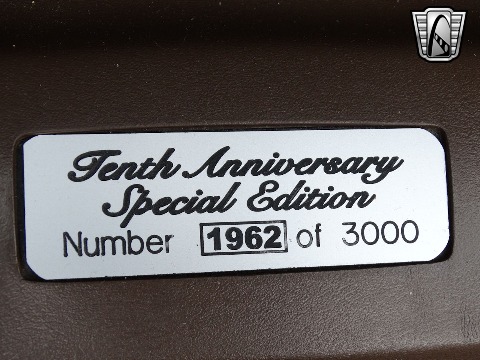 Tenth Anniversary
Special Edition
Number 1962 of 3000